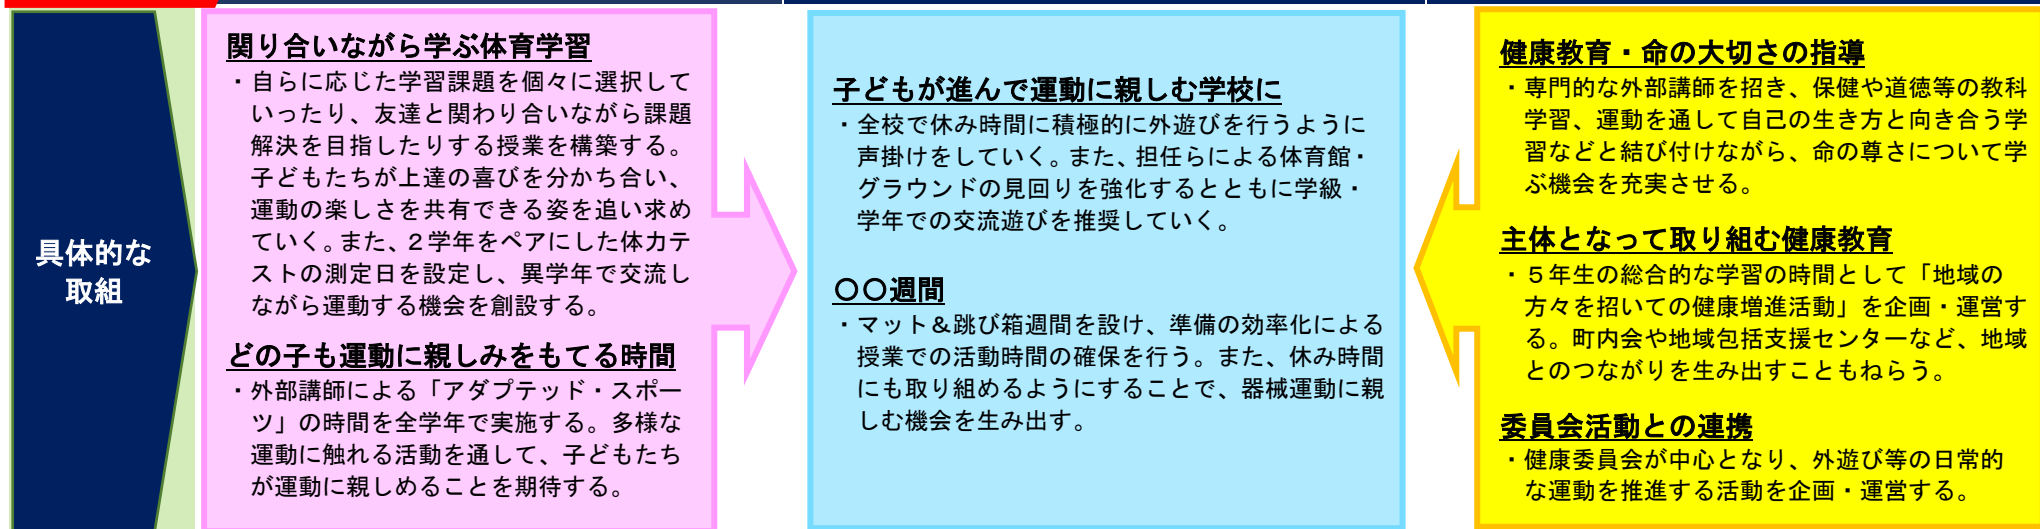 具体的な
取組
関り合いながら学ぶ体育学習
・自らに応じた学習課題を個々に選択して
いったり、友達と関わり合いながら課題
解決を目指したりする授業を構築する。
子どもたちが上達の喜びを分かち合い、
運動の楽しさを共有できる姿を追い求め
ていく。また、２学年をペアにした体力テ
ストの測定日を設定し、異学年で交流し
ながら運動する機会を創設する。
どの子も運動に親しみをもてる時間
・外部講師による「アダプテッド・スポー
ツ」の時間を全学年で実施する。多様な
運動に触れる活動を通して、子どもたち
が運動に親しめることを期待する。
子どもが進んで運動に親しむ学校に
・全校で休み時間に積極的に外遊びを行うように
声掛けをしていく。また、担任らによる体育館・
グラウンドの見回りを強化するとともに学級・
学年での交流遊びを推奨していく。
〇〇週間
・マット＆跳び箱週間を設け、準備の効率化による
授業での活動時間の確保を行う。また、休み時間
にも取り組めるようにすることで、器械運動に親
しむ機会を生み出す。
健康教育・命の大切さの指導
・専門的な外部講師を招き、保健や道徳等の教科
学習、運動を通して自己の生き方と向き合う学
習などと結び付けながら、命の尊さについて学
ぶ機会を充実させる。
主体となって取り組む健康教育
・５年生の総合的な学習の時間として「地域の
方々を招いての健康増進活動」を企画・運営す
る。町内会や地域包括支援センターなど、地域
とのつながりを生み出すこともねらう。
委員会活動との連携
・健康委員会が中心となり、外遊び等の日常的
な運動を推進する活動を企画・運営する。